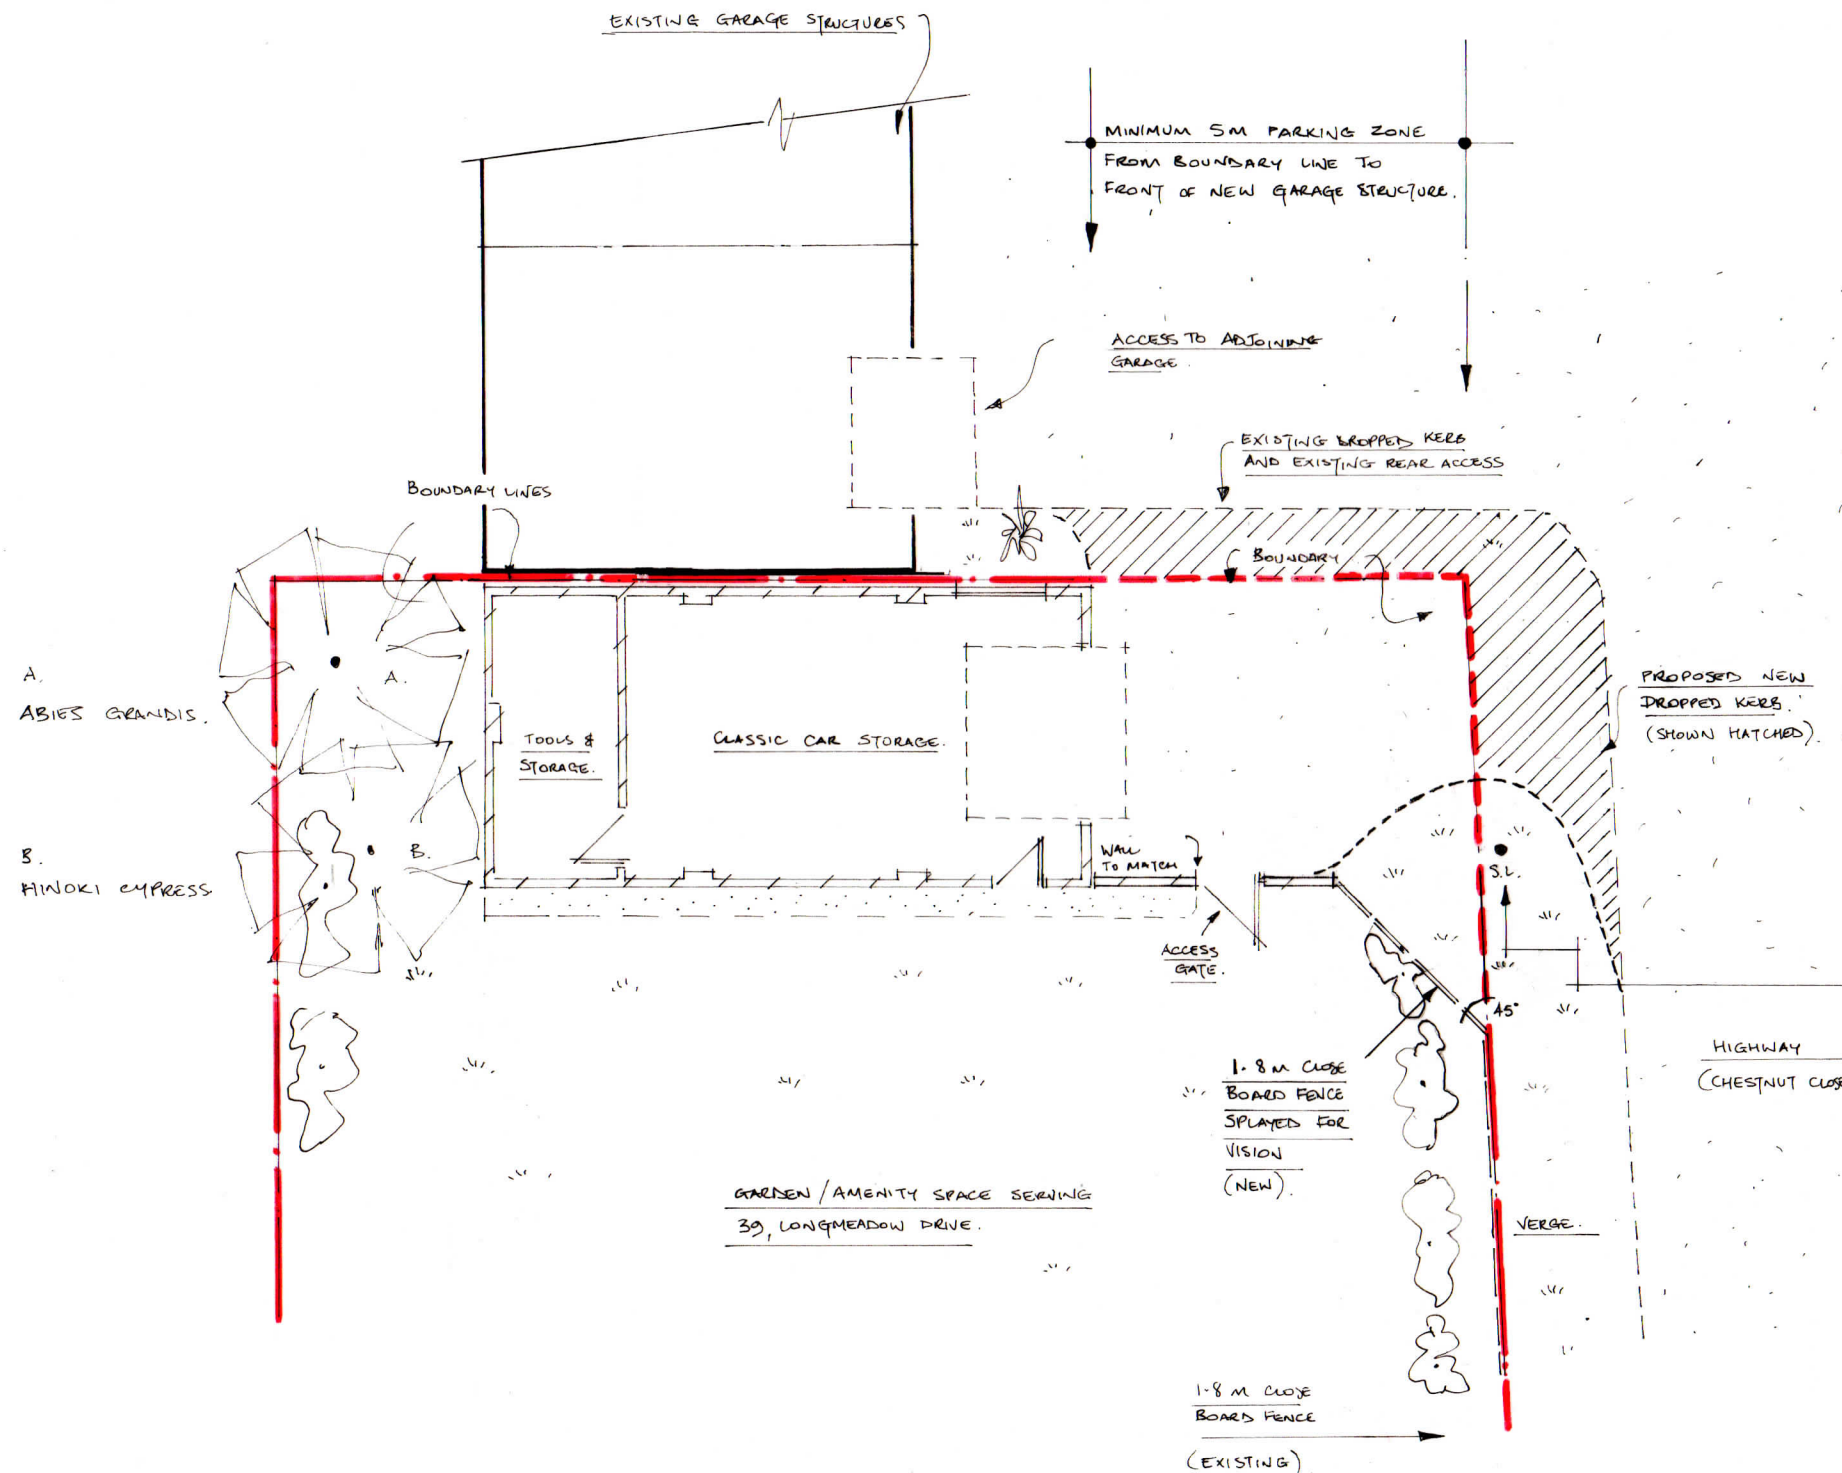 EXISTING GARAGE STRUCTURES
MINIMUM 5M PARKING ZONE
FROM BOUNDARY LINE TO
FRONT OF NEW GARAGE STRUCTURE.
ACCESS TO ADJOINING
GARAGE.
EXISTING DROPPED KERB
AND EXISTING REAR ACCESS
BOUNDARY LINES
BOUNDARY
A.
ABIES GRANDIS.
A.
TOOLS &
STORAGE.
CLASSIC CAR STORAGE.
PROPOSED NEW
DROPPED KERB.
(SHOWN HATCHED).
B.
HINOKI CYPRESS
B.
WALL
TO MATCH
S.L.
ACCESS
GATE.
45°
HIGHWAY
(CHESTNUT CLOSE
1.8M CLOSE
BOARD FENCE
SPLAYED FOR
VISION
(NEW).
GARDEN/AMENITY SPACE SERVING
39, LONGMEADOW DRIVE.
VERGE.
1.8 M CLOSE
BOARD FENCE
(EXISTING)